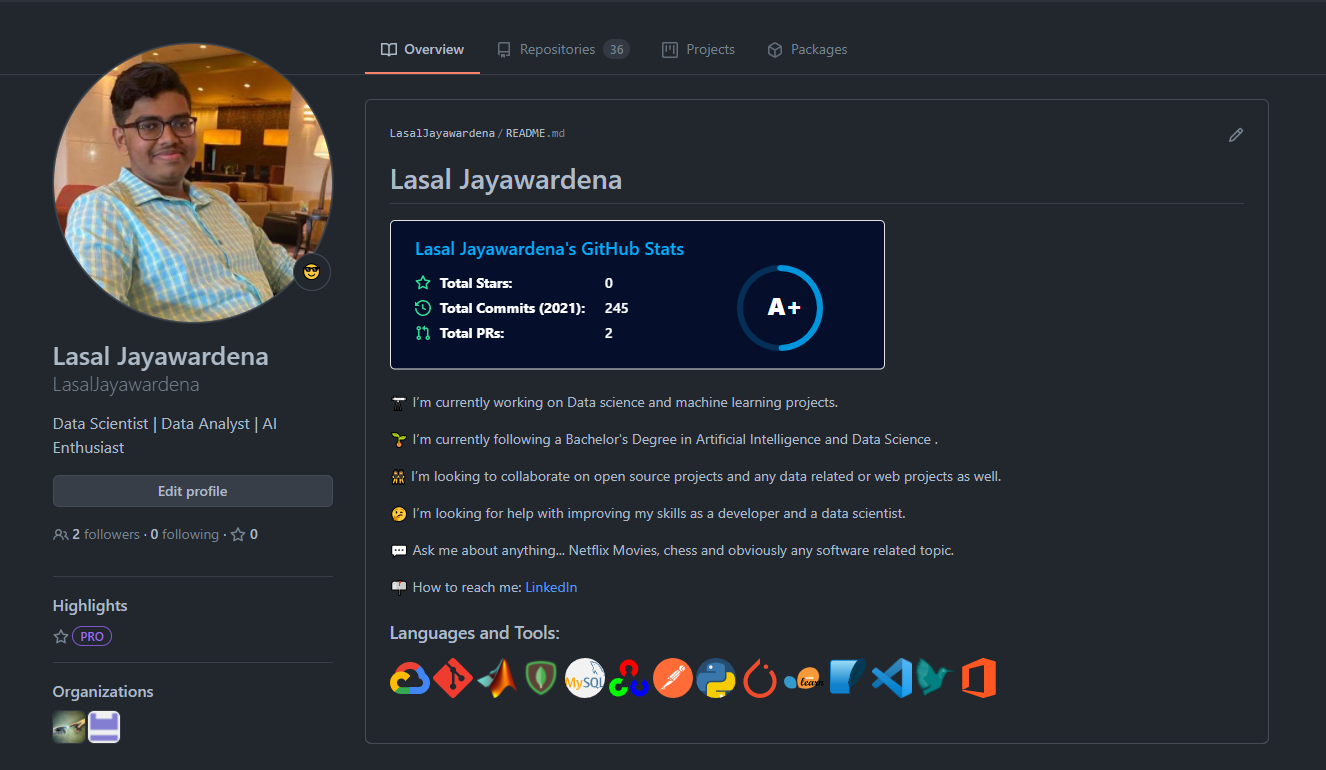 Overview
Repositories 36
Projects
Packages
LasalJayawardena/README.md
Lasal Jayawardena
Lasal Jayawardena's GitHub Stats
Total Stars: 0
Total Commits (2021): 245
Total PRs: 2
A+
I'm currently working on Data science and machine learning projects.
I'm currently following a Bachelor's Degree in Artificial Intelligence and Data Science .
I'm looking to collaborate on open source projects and any data related or web projects as well.
I'm looking for help with improving my skills as a developer and a data scientist.
Ask me about anything... Netflix Movies, chess and obviously any software related topic.
How to reach me: LinkedIn
Languages and Tools:
MySQL
learn
Lasal Jayawardena
LasalJayawardena
Data Scientist | Data Analyst | AI
Enthusiast
Edit profile
2 followers · 0 following · 0
Highlights
PRO
Organizations